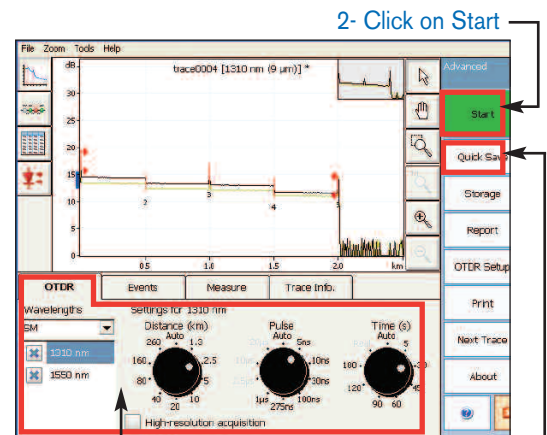 2- Click on Start
File Zoom Tools Help
dB
trace0004 [1310 nm (9 µm)] *
Advanced
30
25
20
15
10
5
0
2
3
4
5
0.5
1.0
1.5
2.0
km
Start
Quick Save
Storage
Report
OTDR Setup
Print
Next Trace
About
OTDR
Events
Measure
Trace Info.
Wavelengths
SM
1310 nm
1550 nm
Settings for 1310 nm
Distance (km)
Auto
260
1.3
160
2.5
80
5
40
20
10
Pulse
Auto
5ns
10ns
30ns
1µs
100ns
275ns
Time (s)
Auto
5
180
120
45
90
60
High-resolution acquisition